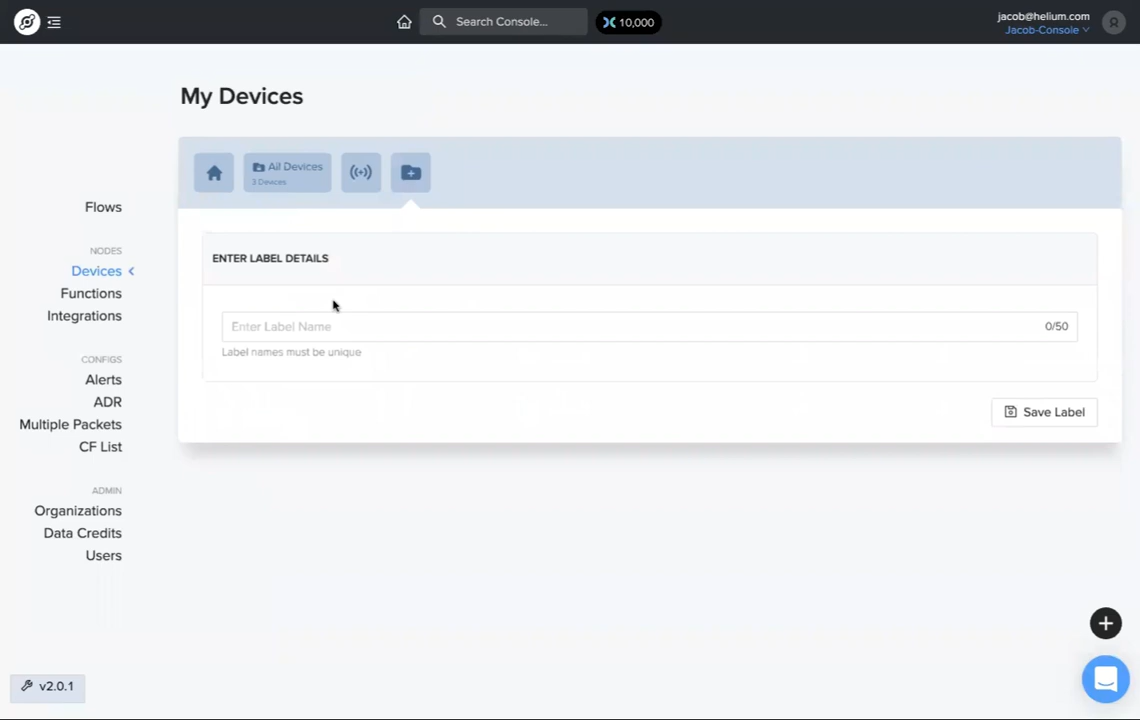 Search Console...
10,000
jacob@helium.com
Jacob-Console
My Devices
All Devices
3 Devices
Flows
NODES
Devices
Functions
Integrations
CONFIGS
Alerts
ADR
Multiple Packets
CF List
ADMIN
Organizations
Data Credits
Users
ENTER LABEL DETAILS
Enter Label Name
0/50
Label names must be unique
Save Label
v2.0.1